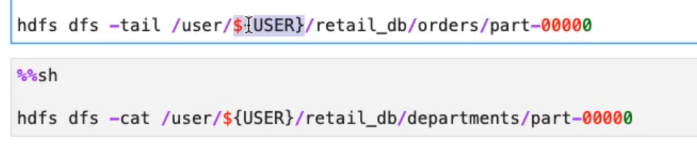 hdfs dfs -tail /user/${USER}/retail_db/orders/part-00000
%%sh
hdfs dfs -cat /user/${USER}/retail_db/departments/part-00000